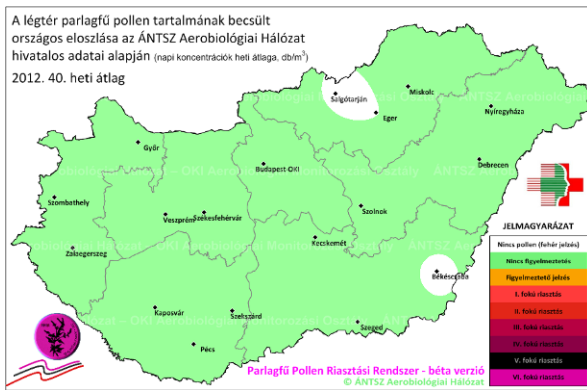 A légtér parlagfű pollen tartalmának becsült
országos eloszlása az ÁNTSZ Aerobiológiai Hálózat
hivatalos adatai alapján (napi koncentrációk heti átlaga, db/m³)
2012. 40. heti átlag
Salgótarján
Miskolc
Eger
Nyíregyháza
Győr
Budapest-OKI
Debrecen
Szombathely
Veszprém
Székesfehérvár
Szolnok
Kecskemét
Zalaegerszeg
Békéscsaba
Kaposvár
Szekszárd
Szeged
Pécs
JELMAGYARÁZAT
Nincs pollen (fehér jelzés)
Nincs figyelmeztetés
Figyelmeztető jelzés
I. fokú riasztás
II. fokú riasztás
III. fokú riasztás
IV. fokú riasztás
V. fokú riasztás
VI. fokú riasztás
Parlagfű Pollen Riasztási Rendszer - béta verzió
© ÁNTSZ Aerobiológiai Hálózat